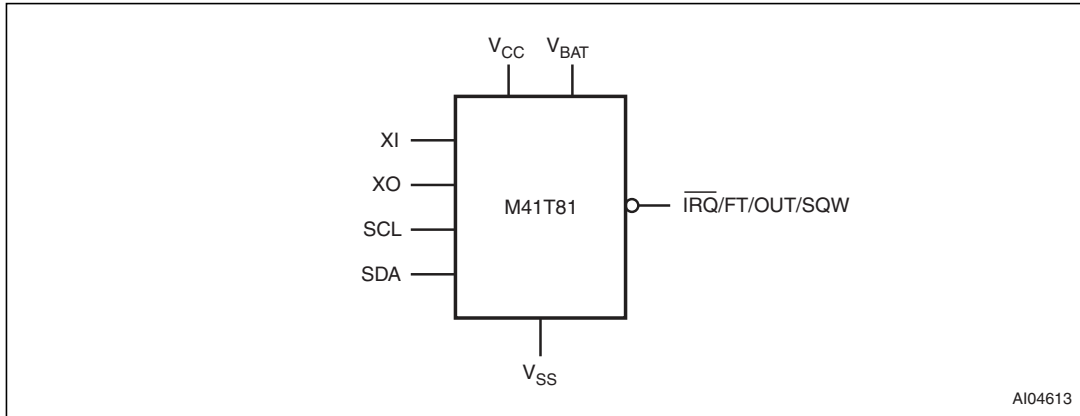 VCC VBAT
XI
XO
SCL
SDA
M41T81
IRQ/FT/OUT/SQW
VSS
AI04613